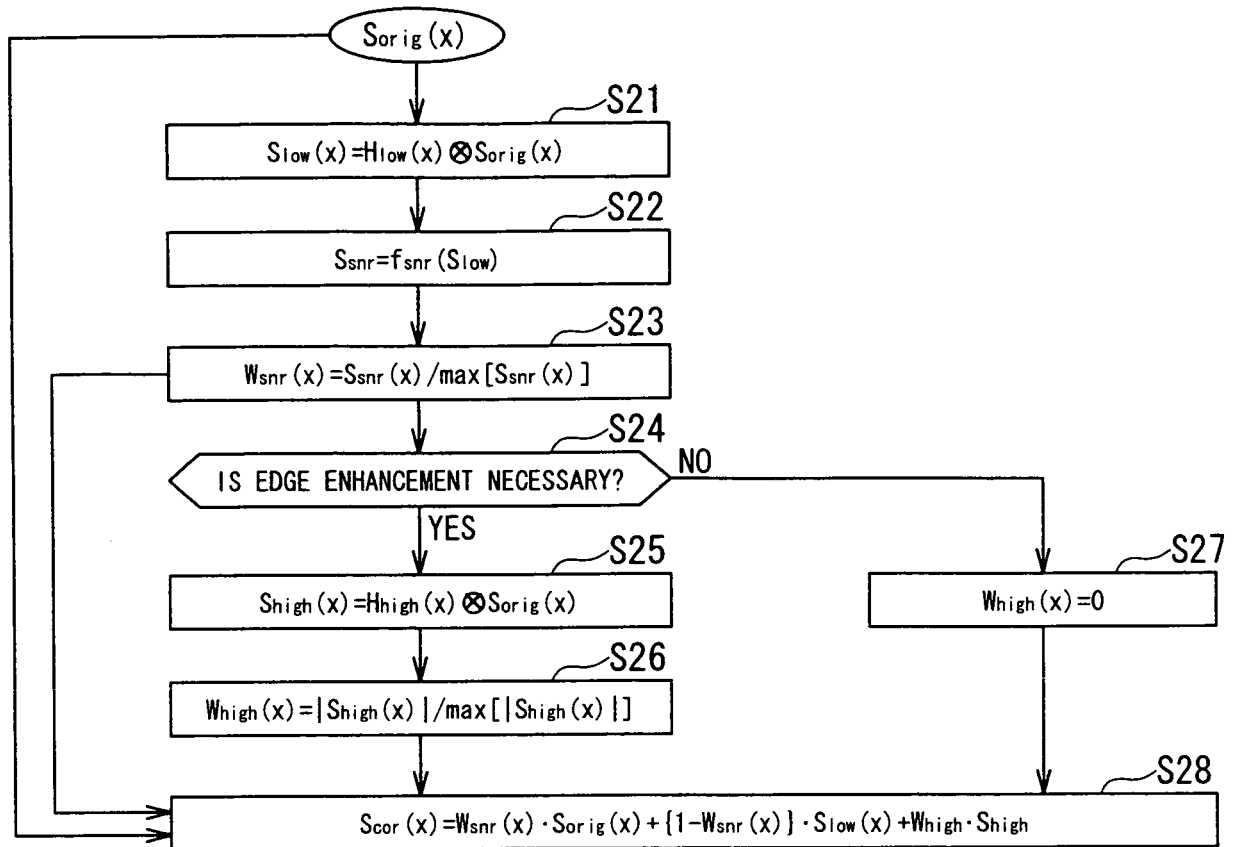 Sorig(x)
S21
Slow(x)=Hlow(x)⊗Sorig(x)
S22
Ssnr=fsnr(Slow)
S23
Wsnr(x)=Ssnr(x)/max[Ssnr(x)]
S24
IS EDGE ENHANCEMENT NECESSARY?
NO
YES
S25
Shigh(x)=Hhigh(x)⊗Sorig(x)
S27
Whigh(x)=0
S26
Whigh(x)=|Shigh(x)|/max[|Shigh(x)|]
S28
Scor(x)=Wsnr(x)·Sorig(x)+{1-Wsnr(x)}·Slow(x)+Whigh·Shigh